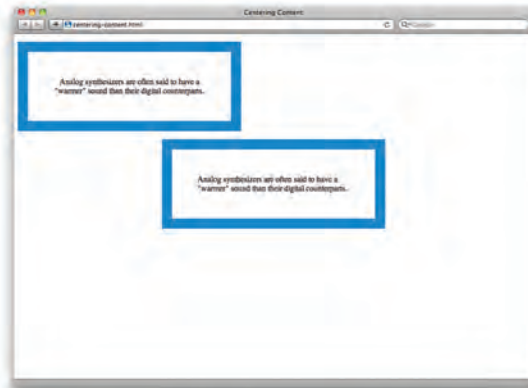 Centering Content
centering-content.html
Analog synthesizers are often said to have a
"warmer" sound than their digital counterparts.
Analog synthesizers are often said to have a
"warmer" sound than their digital counterparts.